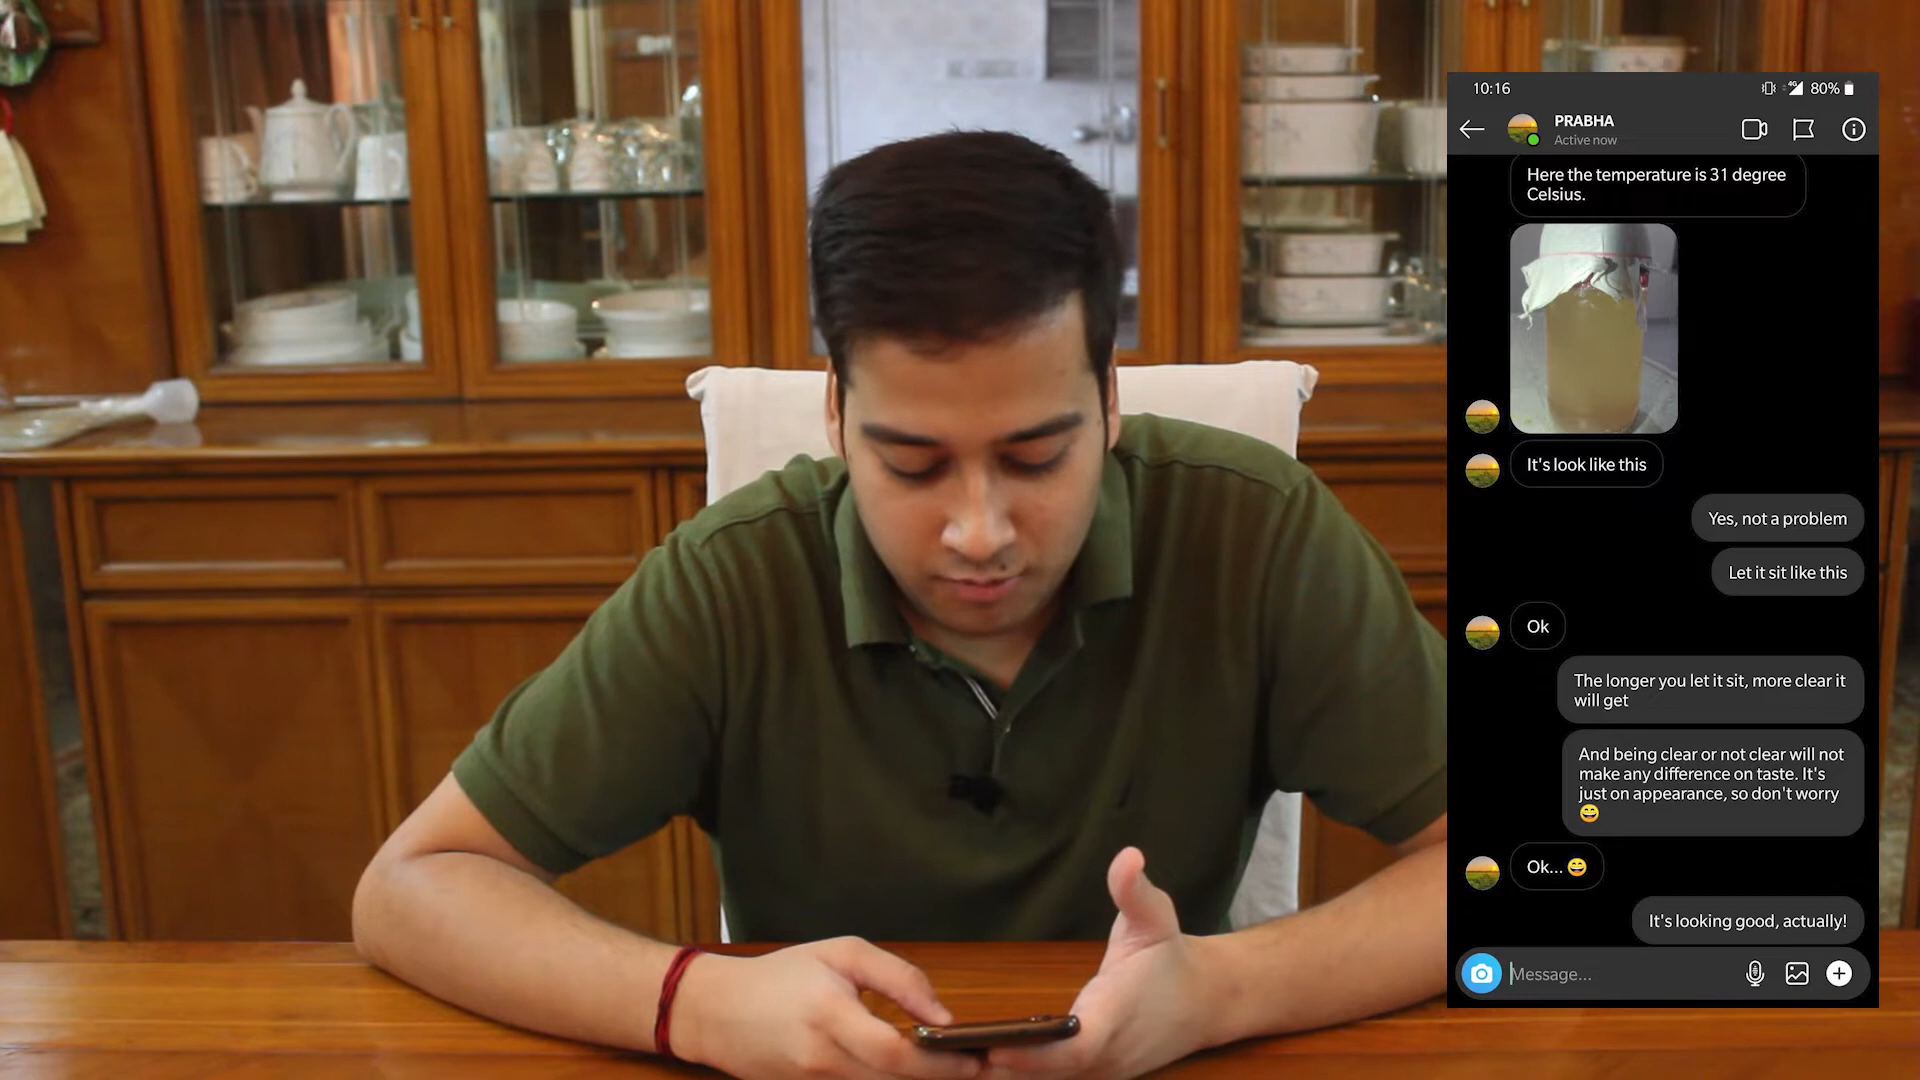 10:16
4G
80%
PRABHA
Active now
Here the temperature is 31 degree
Celsius.
It's look like this
Yes, not a problem
Let it sit like this
Ok
The longer you let it sit, more clear it
will get
And being clear or not clear will not
make any difference on taste. It's
just on appearance, so don't worry
😄
Ok... 😄
It's looking good, actually!
Message...